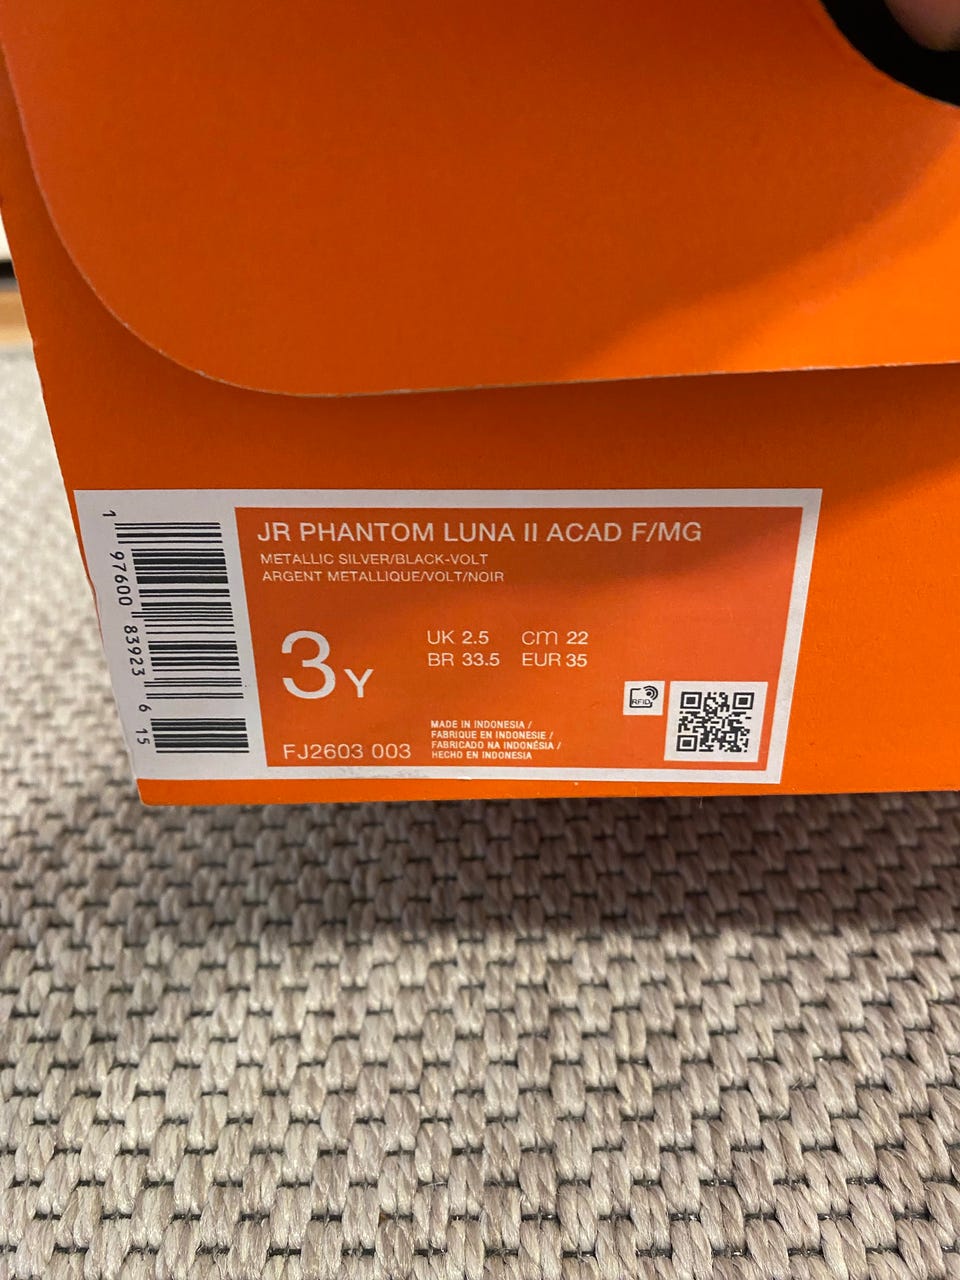 JR PHANTOM LUNA II ACAD F/MG
METALLIC SILVER/BLACK-VOLT
ARGENT METALLIQUE/VOLT/NOIR
3Y
UK 2.5 cm 22
BR 33.5 EUR 35
RFID
FJ2603 003
MADE IN INDONESIA /
FABRIQUE EN INDONESIE /
FABRICADO NA INDONÉSIA /
HECHO EN INDONESIA
1 97600 83923 6 15